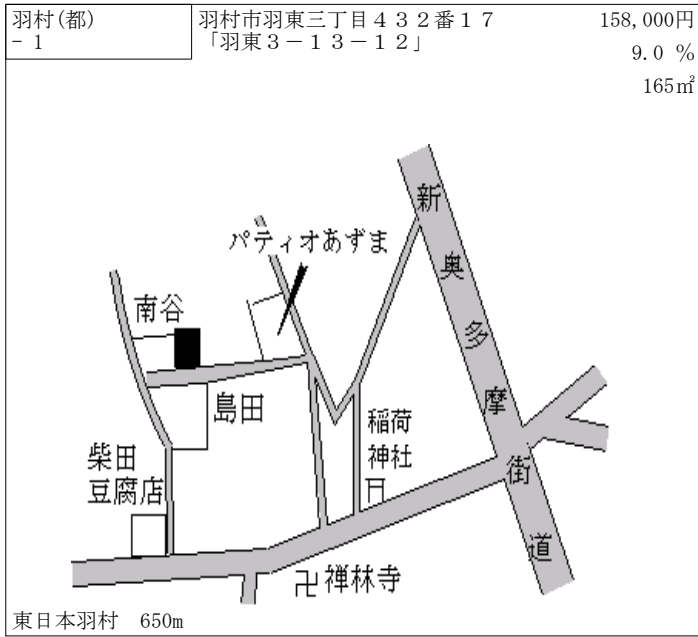 羽村(都)
- 1
羽村市羽東三丁目４３２番１７
「羽東３－１３－１２」
158,000円
9.0 %
165㎡
新奥多摩街道
パティオあずま
南谷
島田
稲荷
神社
柴田
豆腐店
卍禅林寺
東日本羽村 650m